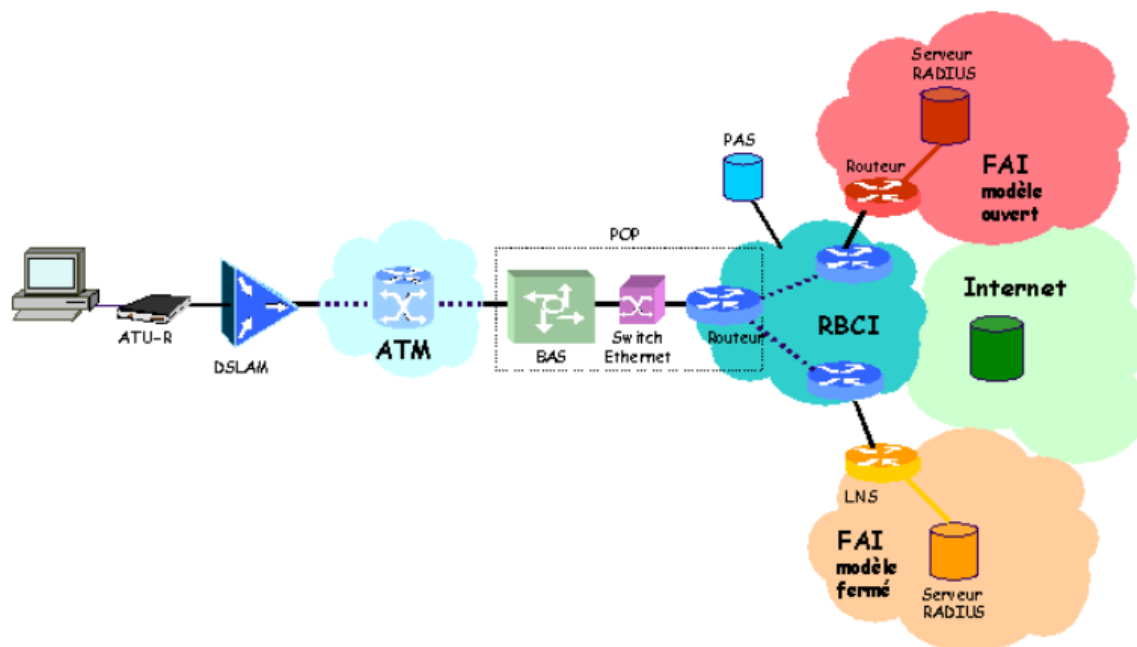 Serveur
RADIUS
PAS
Routeur
FAI
modèle
ouvert
POP
Internet
ATU-R
DSLAM
ATM
BAS
Switch
Ethernet
Routeur
RBCI
LNS
FAI
modèle
fermé
Serveur
RADIUS